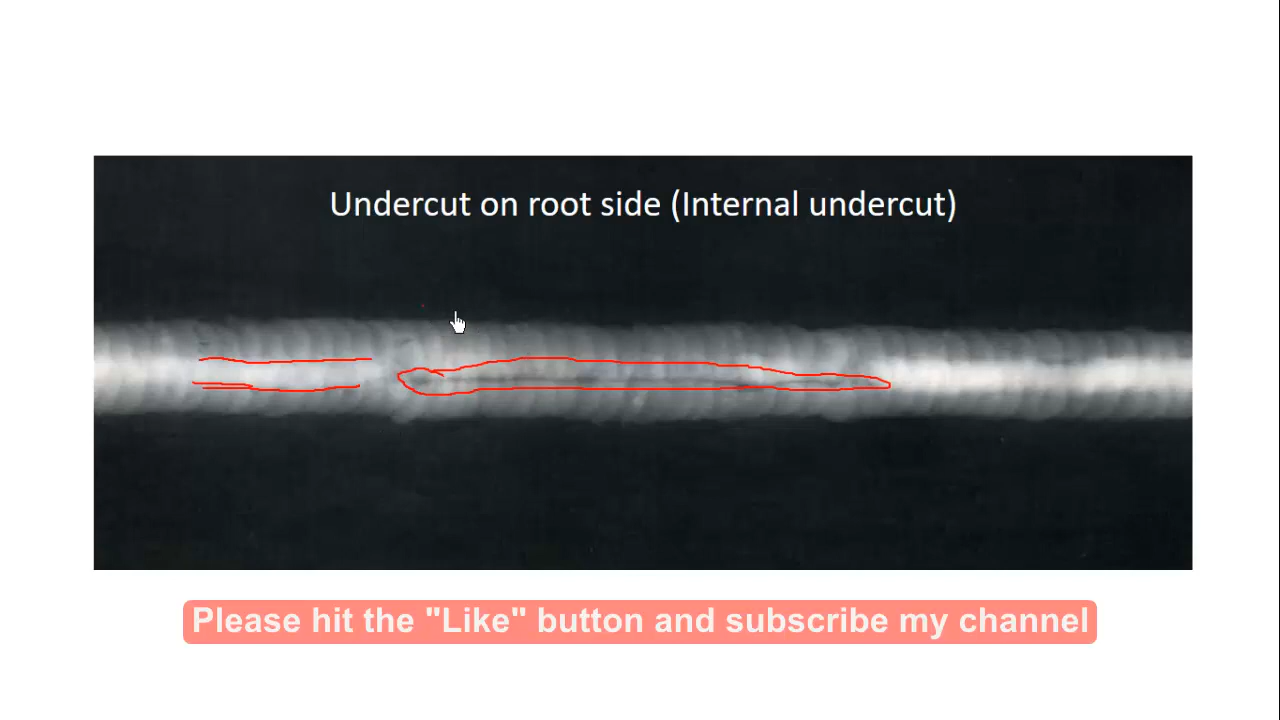 Undercut on root side (Internal undercut)
Please hit the "Like" button and subscribe my channel